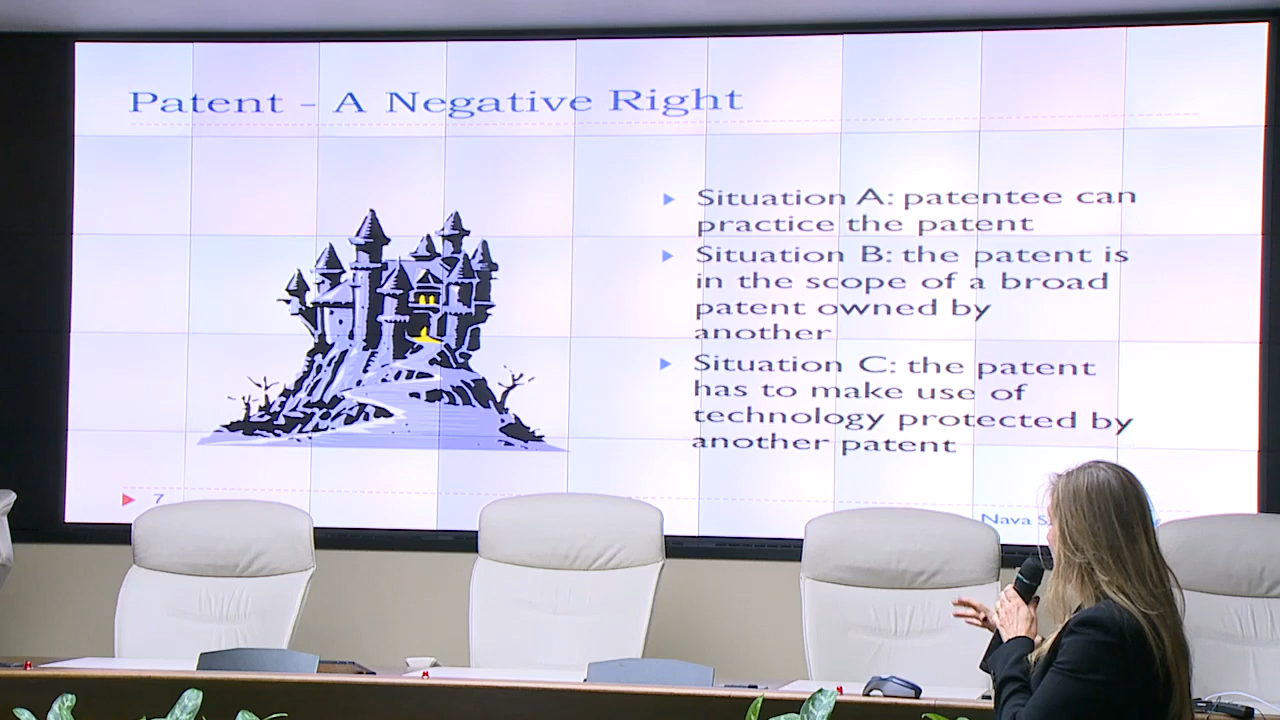 Patent - A Negative Right
Situation A: patentee can
practice the patent
Situation B: the patent is
in the scope of a broad
patent owned by
another
Situation C: the patent
has to make use of
technology protected by
another patent
7
Nava